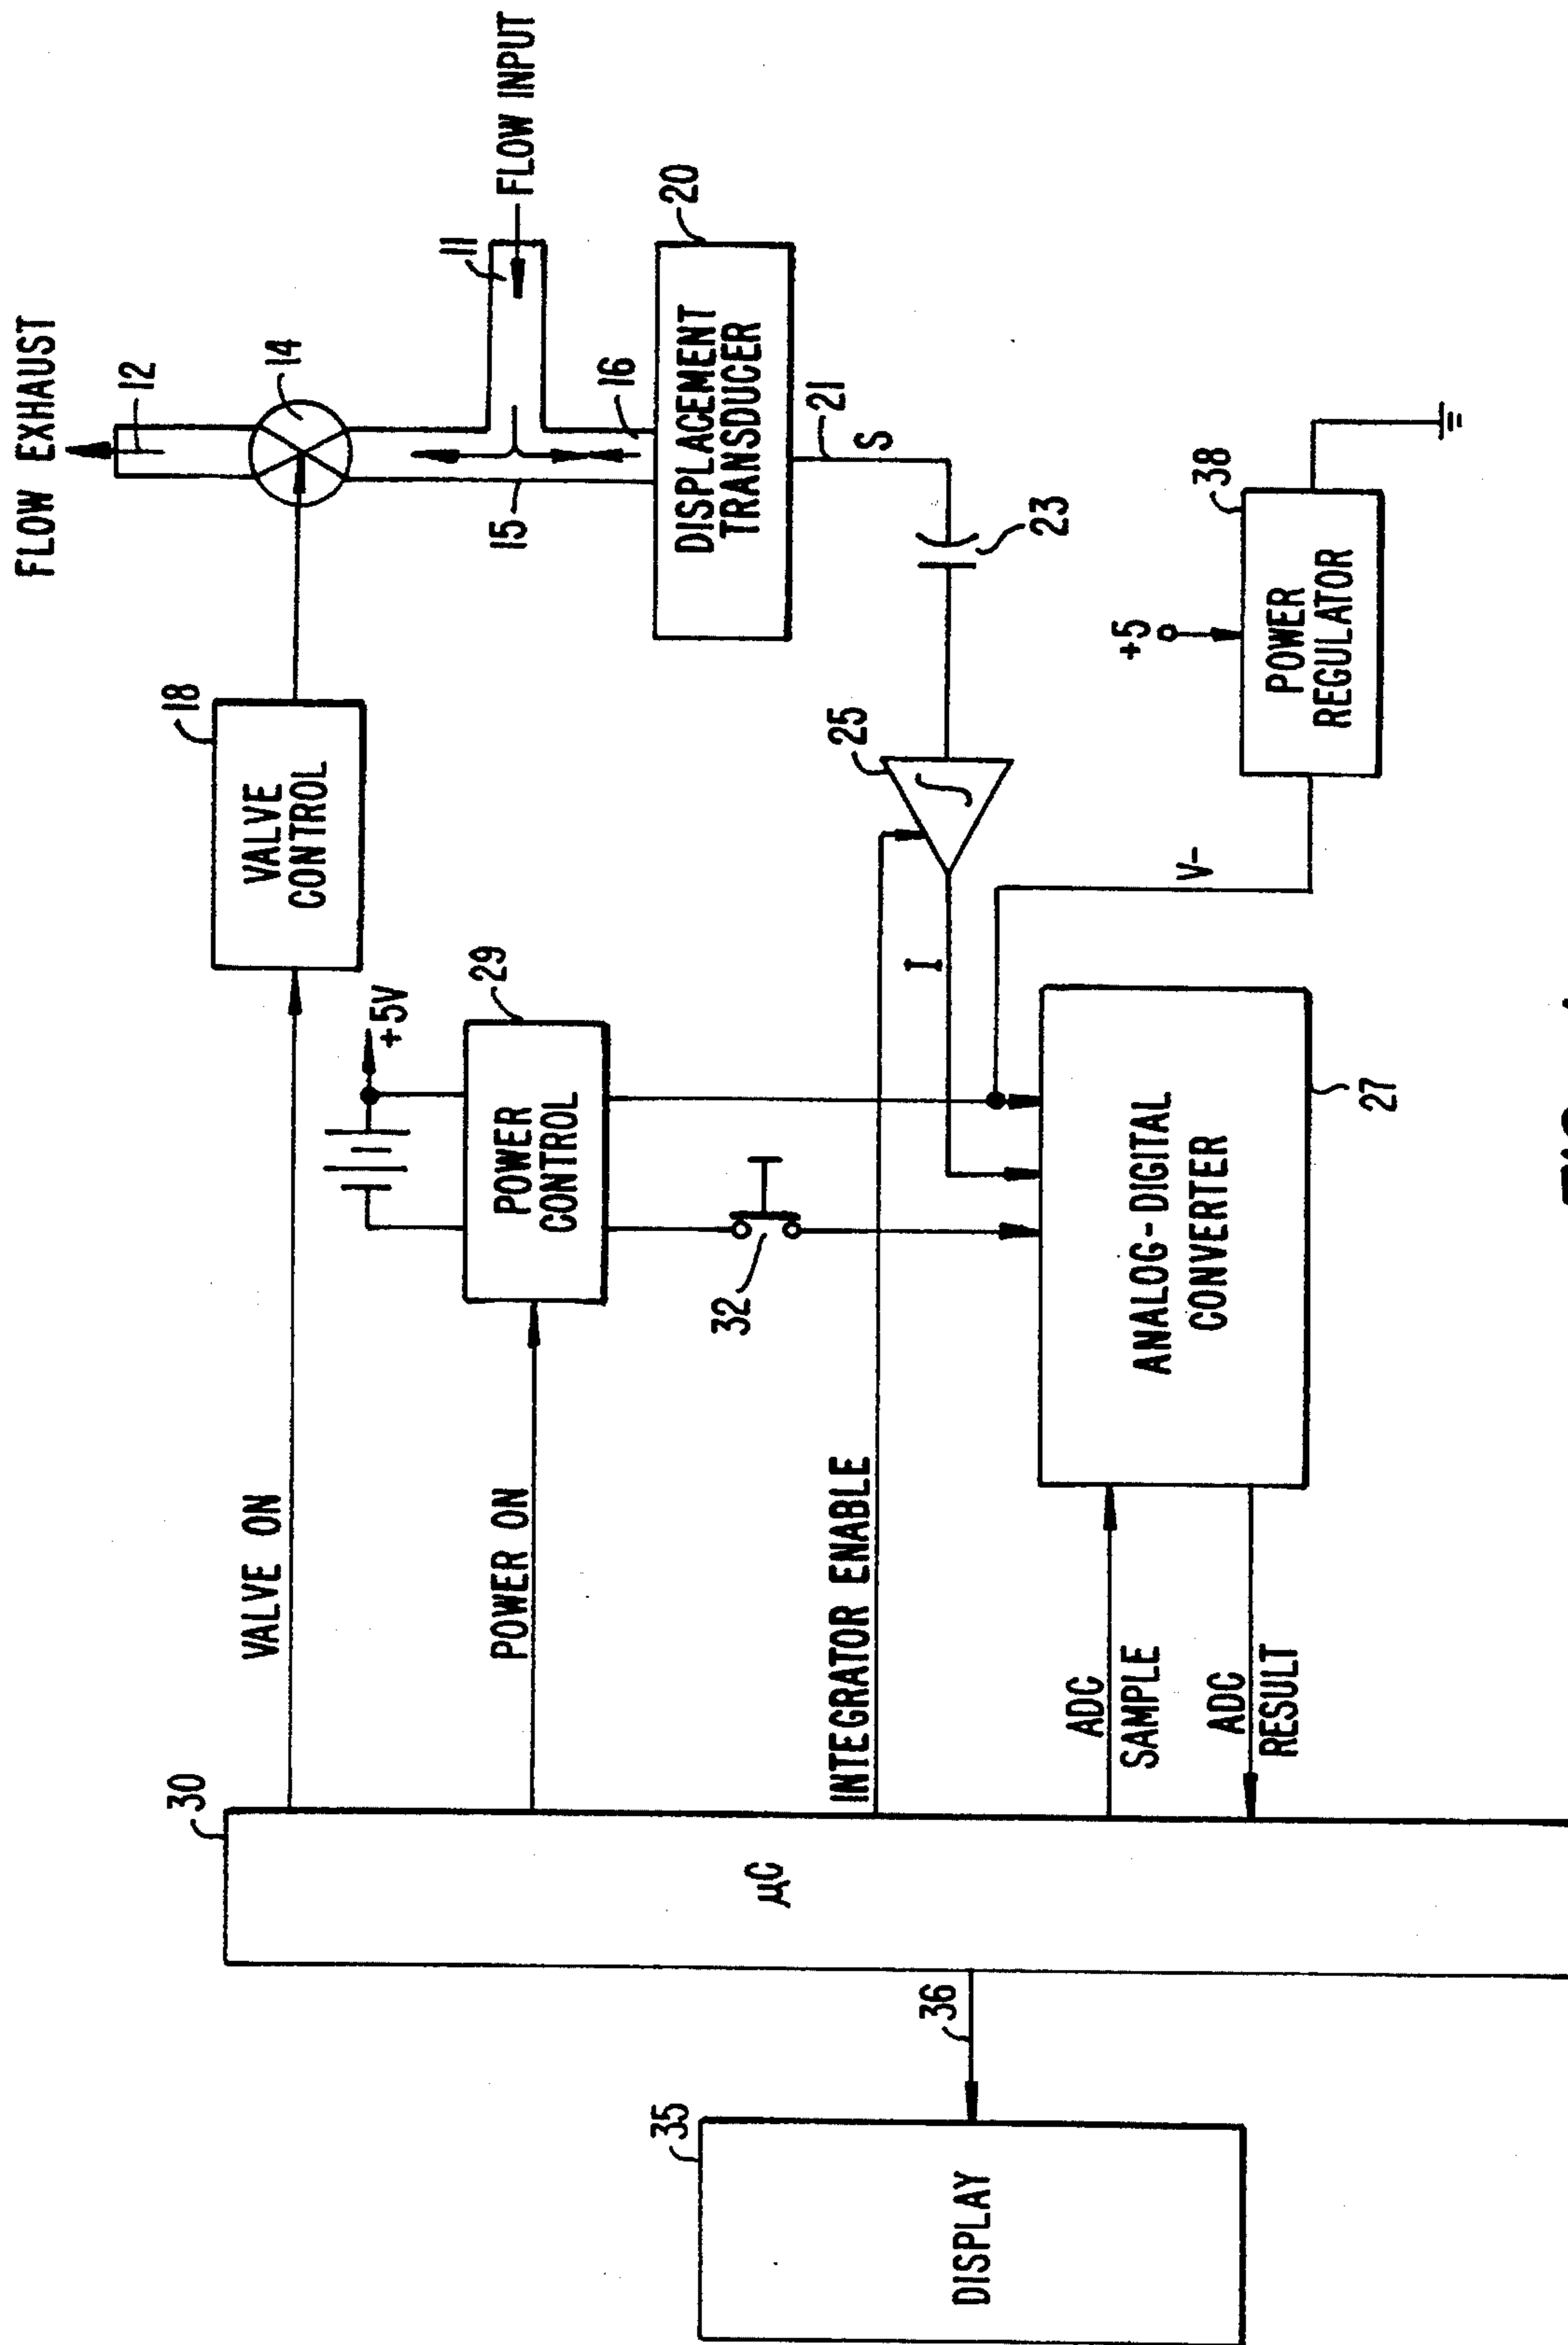 FLOW EXHAUST
12
14
FLOW INPUT
11
15
16
VALVE
CONTROL
18
DISPLACEMENT
TRANSDUCER
20
21
S
23
25
I
+5V
POWER
CONTROL
29
32
ANALOG-DIGITAL
CONVERTER
27
V-
+5
POWER
REGULATOR
38
VALVE ON
POWER ON
INTEGRATOR ENABLE
ADC
SAMPLE
ADC
RESULT
30
μC
36
35
DISPLAY